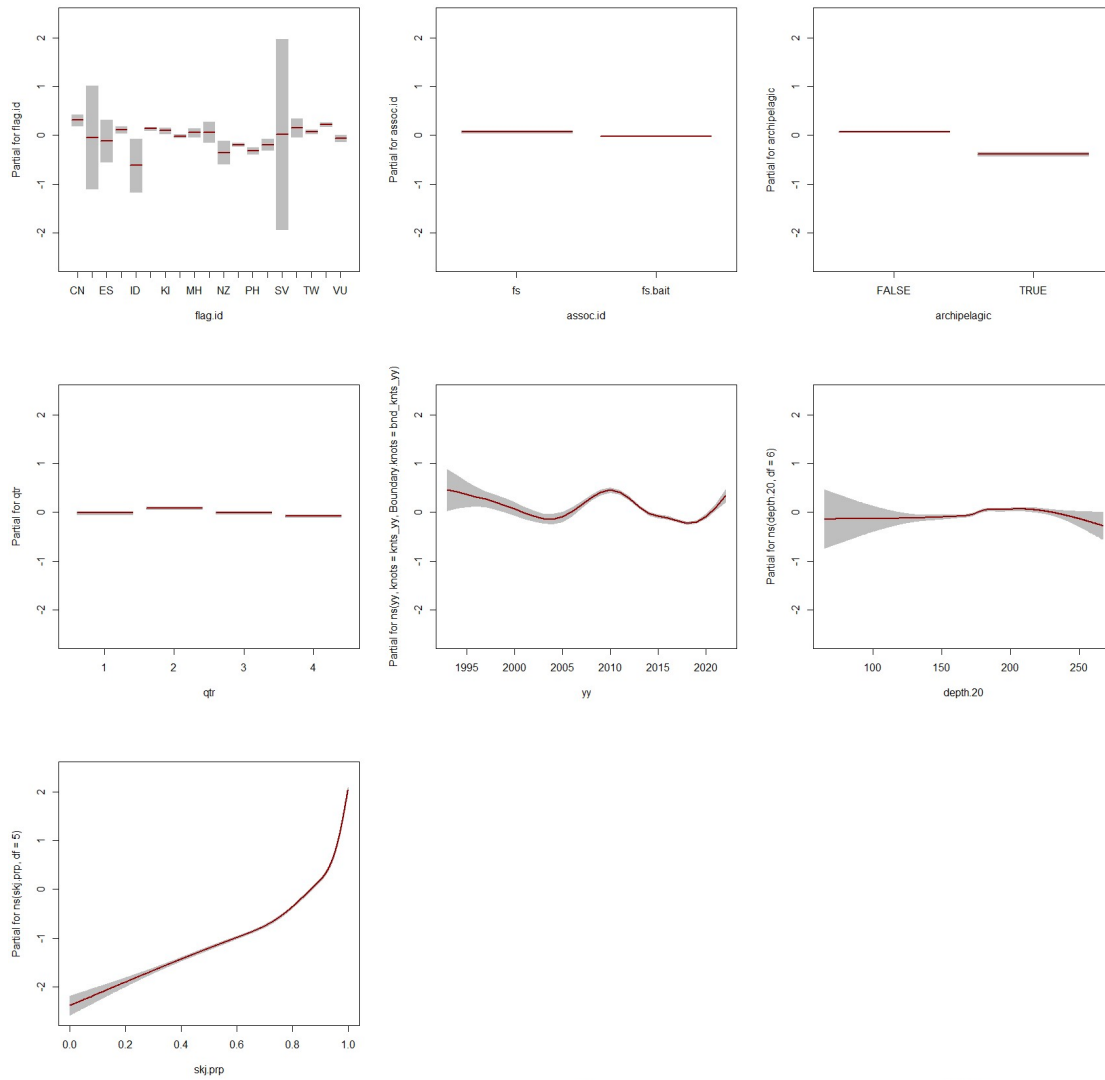 Partial for flag.id
2
1
0
-1
-2
CN ES ID KI MH NZ PH SV TW VU
flag.id
Partial for assoc.id
2
1
0
-1
-2
fs fs.bait
assoc.id
Partial for archipelagic
2
1
0
-1
-2
FALSE TRUE
archipelagic
Partial for qtr
2
1
0
-1
-2
1 2 3 4
qtr
Partial for ns(yy, knots = knts_yy, Boundary.knots = bnd_knts_yy)
2
1
0
-1
-2
1995 2000 2005 2010 2015 2020
yy
Partial for ns(depth.20, df = 6)
2
1
0
-1
-2
100 150 200 250
depth.20
Partial for ns(skj.prp, df = 5)
2
1
0
-1
-2
0.0 0.2 0.4 0.6 0.8 1.0
skj.prp